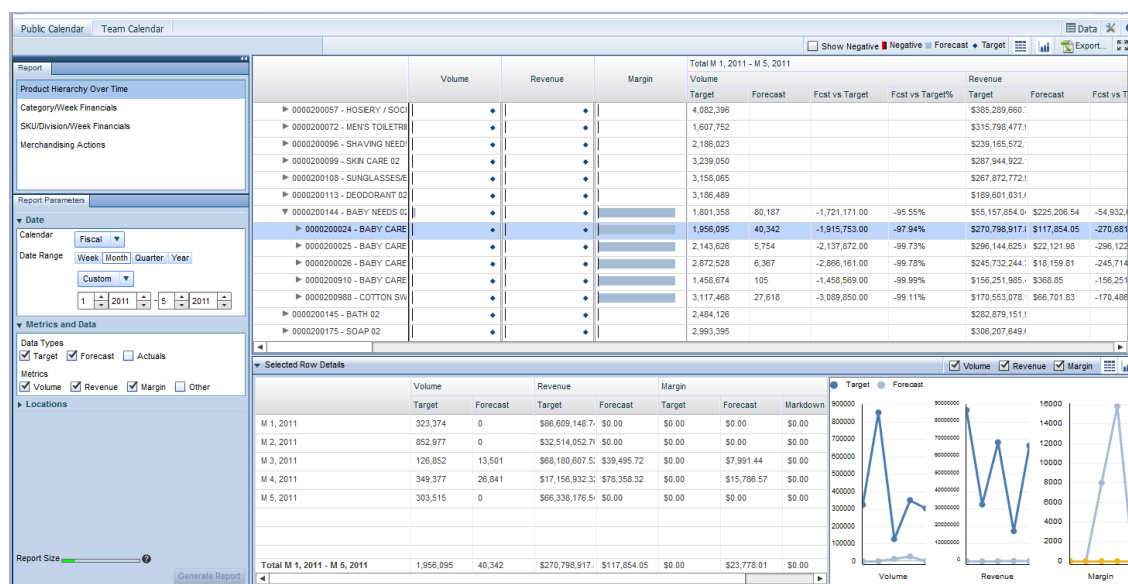 Public Calendar Team Calendar Data
Show Negative Negative Forecast Target Export...
Report
Product Hierarchy Over Time
Category/Week Financials
SKU/Division/Week Financials
Merchandising Actions
Report Parameters
Date
Calendar Fiscal
Date Range Week Month Quarter Year
Custom
1 2011 - 5 2011
Metrics and Data
Data Types
Target Forecast Actuals
Metrics
Volume Revenue Margin Other
Locations
Report Size
Generate Report
Total M 1, 2011 - M 5, 2011
Volume Revenue Margin Volume Revenue
Target Forecast Fcst vs Target Fcst vs Target% Target Forecast Fcst vs T
0000200057 - HOSIERY / SOCI 4,082,396 $385,289,660.
0000200072 - MEN'S TOILETRI 1,607,752 $315,798,477.
0000200096 - SHAVING NEED 2,186,023 $239,165,572.
0000200099 - SKIN CARE 02 3,239,050 $287,944,922.
0000200108 - SUNGLASSES/E 3,158,065 $267,872,772.
0000200113 - DEODORANT 02 3,186,489 $189,601,031.
0000200144 - BABY NEEDS 02 1,801,358 80,187 -1,721,171.00 -95.55% $55,157,854.0 $225,206.54 -54,932,
0000200024 - BABY CARE 1,956,095 40,342 -1,915,753.00 -97.94% $270,798,917. $117,854.05 -270,681
0000200025 - BABY CARE 2,143,626 5,754 -2,137,872.00 -99.73% $296,144,625. $22,121.98 -296,122
0000200026 - BABY CARE 2,872,528 6,367 -2,866,161.00 -99.78% $245,732,244. $18,159.81 -245,714
0000200910 - BABY CARE 1,458,674 105 -1,458,569.00 -99.99% $156,251,985. $368.85 -156,251
0000200988 - COTTON SW 3,117,468 27,618 -3,089,850.00 -99.11% $170,553,078. $66,701.83 -170,486
0000200145 - BATH 02 2,484,126 $282,879,151.
0000200175 - SOAP 02 2,993,395 $306,207,649.
Selected Row Details Volume Revenue Margin
Volume Revenue Margin
Target Forecast Target Forecast Target Forecast Markdown
M 1, 2011 323,374 0 $86,609,148.7 $0.00 $0.00 $0.00 $0.00
M 2, 2011 852,977 0 $32,514,052.7 $0.00 $0.00 $0.00 $0.00
M 3, 2011 126,852 13,501 $68,180,607.5 $39,495.72 $0.00 $7,991.44 $0.00
M 4, 2011 349,377 26,841 $17,156,932.3 $78,358.32 $0.00 $15,786.57 $0.00
M 5, 2011 303,515 0 $66,338,176.5 $0.00 $0.00 $0.00 $0.00
Total M 1, 2011 - M 5, 2011 1,956,095 40,342 $270,798,917. $117,854.05 $0.00 $23,778.01 $0.00
Target Forecast
900000
800000
700000
600000
500000
400000
300000
200000
100000
0
Volume
90000000
80000000
70000000
60000000
50000000
40000000
30000000
20000000
10000000
0
Revenue
16000
14000
12000
10000
8000
6000
4000
2000
0
Margin